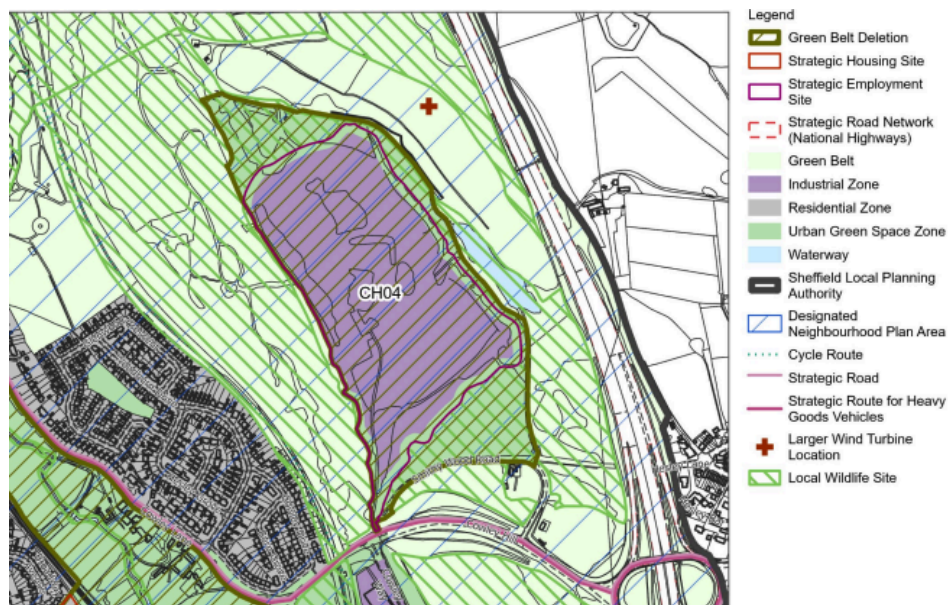 CH04
Cowley Hill
Legend
Green Belt Deletion
Strategic Housing Site
Strategic Employment
Site
Strategic Road Network
(National Highways)
Green Belt
Industrial Zone
Residential Zone
Urban Green Space Zone
Waterway
Sheffield Local Planning
Authority
Designated
Neighbourhood Plan Area
Cycle Route
Strategic Road
Strategic Route for Heavy
Goods Vehicles
Larger Wind Turbine
Location
Local Wildlife Site